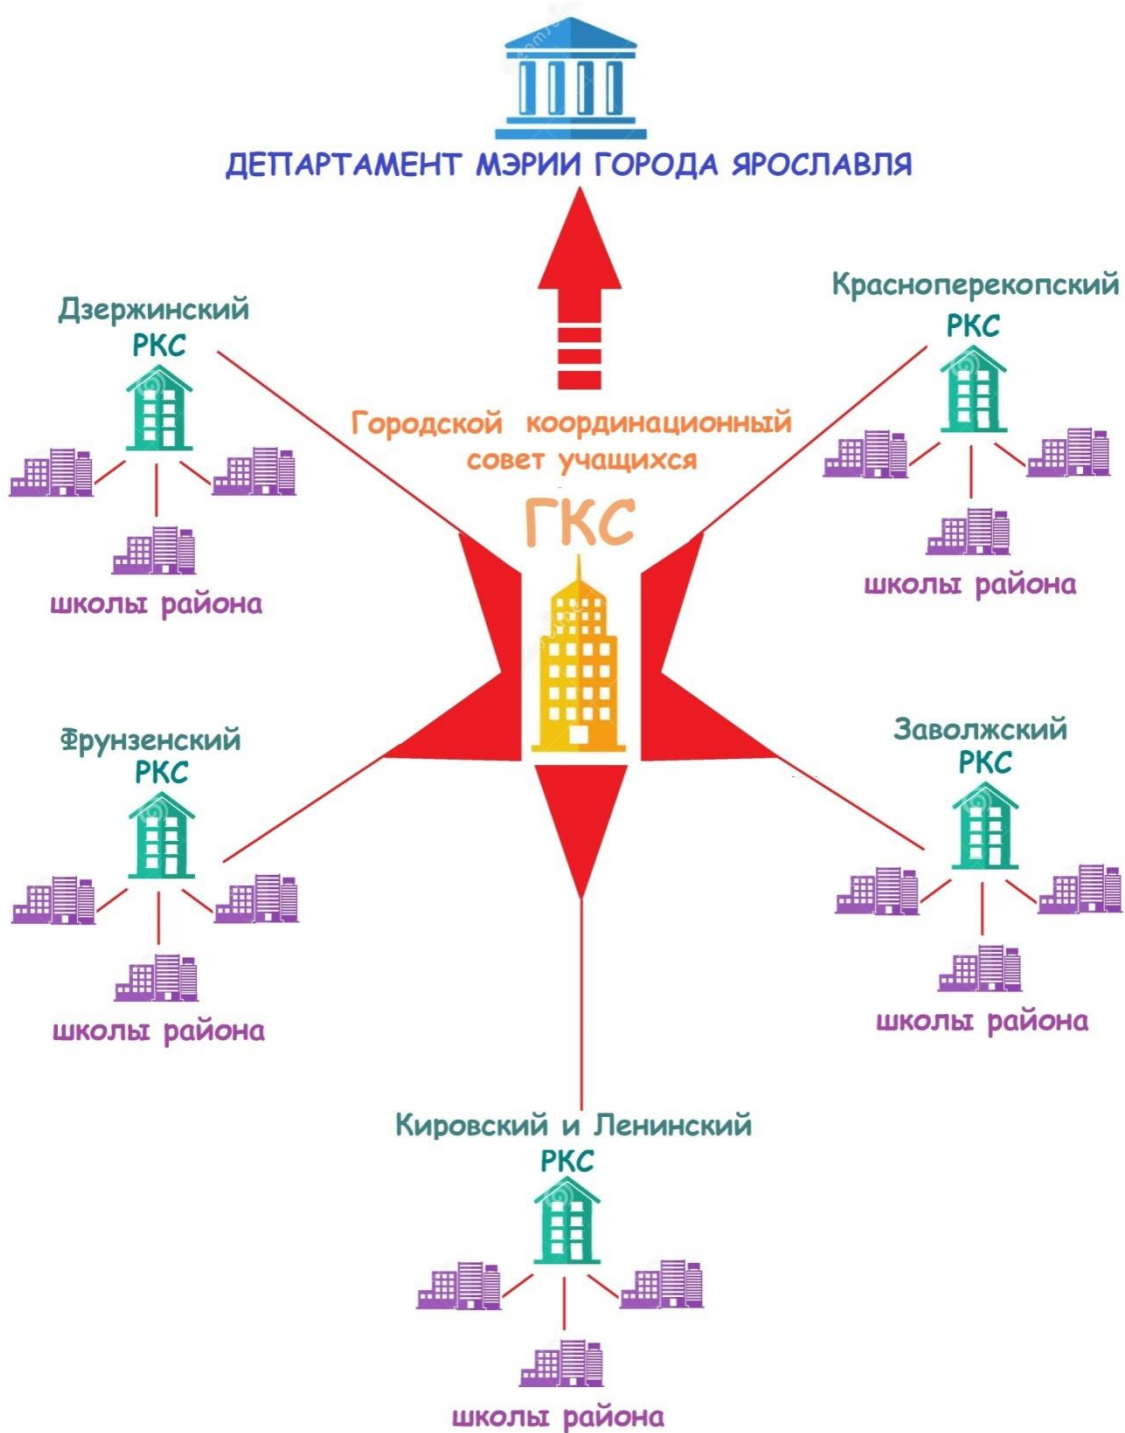 ДЕПАРТАМЕНТ МЭРИИ ГОРОДА ЯРОСЛАВЛЯ
Дзержинский
РКС
школы района
Красноперекопский
РКС
школы района
Городской координационный
совет учащихся
ГКС
Фрунзенский
РКС
школы района
Заволжский
РКС
школы района
Кировский и Ленинский
РКС
школы района